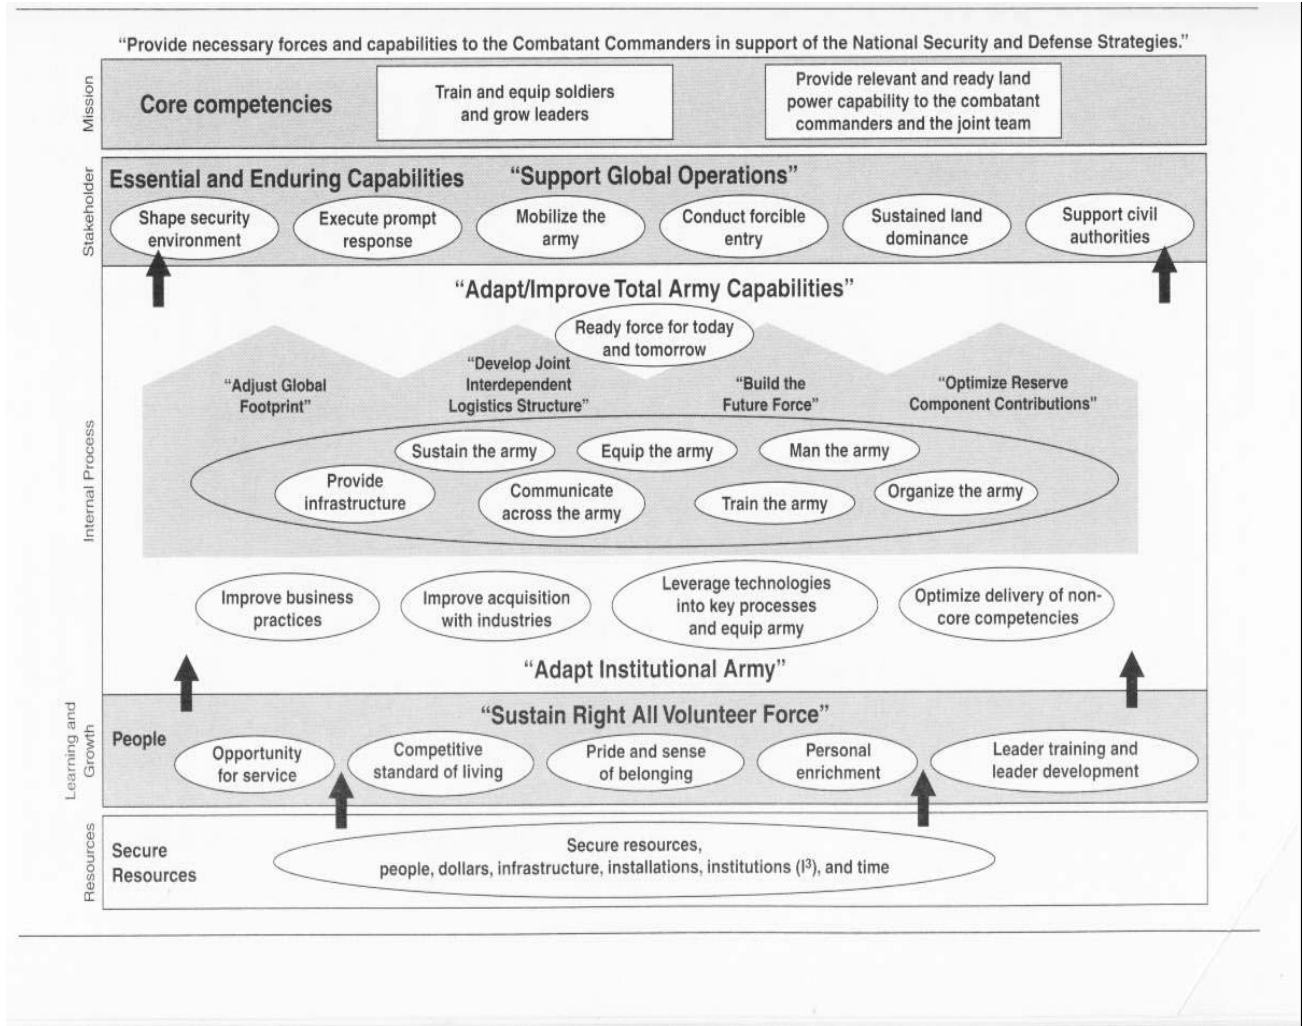 “Provide necessary forces and capabilities to the Combatant Commanders in support of the National Security and Defense Strategies.”
Mission
Core competencies
Train and equip soldiers
and grow leaders
Provide relevant and ready land
power capability to the combatant
commanders and the joint team
Stakeholder
Essential and Enduring Capabilities
“Support Global Operations”
Shape security
environment
Execute prompt
response
Mobilize the
army
Conduct forcible
entry
Sustained land
dominance
Support civil
authorities
Internal Process
“Adapt/Improve Total Army Capabilities”
Ready force for today
and tomorrow
“Adjust Global
Footprint”
“Develop Joint
Interdependent
Logistics Structure”
“Build the
Future Force”
“Optimize Reserve
Component Contributions”
Sustain the army
Equip the army
Man the army
Provide
infrastructure
Communicate
across the army
Train the army
Organize the army
Improve business
practices
Improve acquisition
with industries
Leverage technologies
into key processes
and equip army
Optimize delivery of non-
core competencies
“Adapt Institutional Army”
Learning and
Growth
“Sustain Right All Volunteer Force”
People
Opportunity
for service
Competitive
standard of living
Pride and sense
of belonging
Personal
enrichment
Leader training and
leader development
Resources
Secure
Resources
Secure resources,
people, dollars, infrastructure, installations, institutions (I³), and time